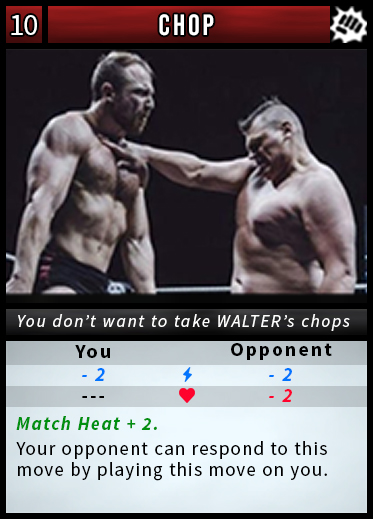 10 CHOP
You don't want to take WALTER's chops
You Opponent
- 2 - 2
--- - 2
Match Heat + 2.
Your opponent can respond to this
move by playing this move on you.